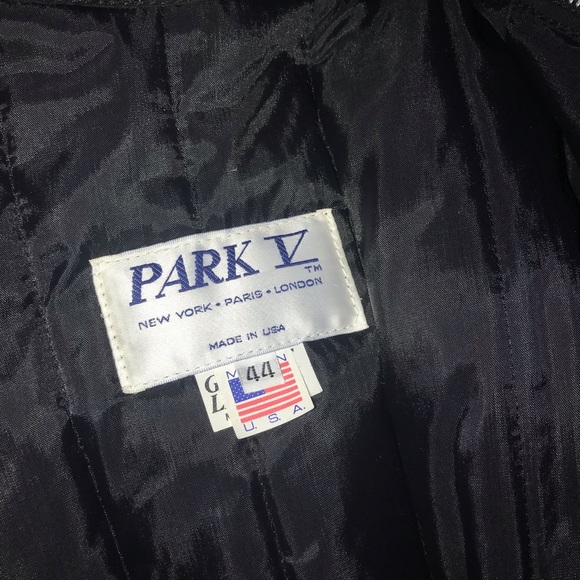 PARK V™
NEW YORK • PARIS • LONDON
MADE IN USA
44
G
L
U. S. A.